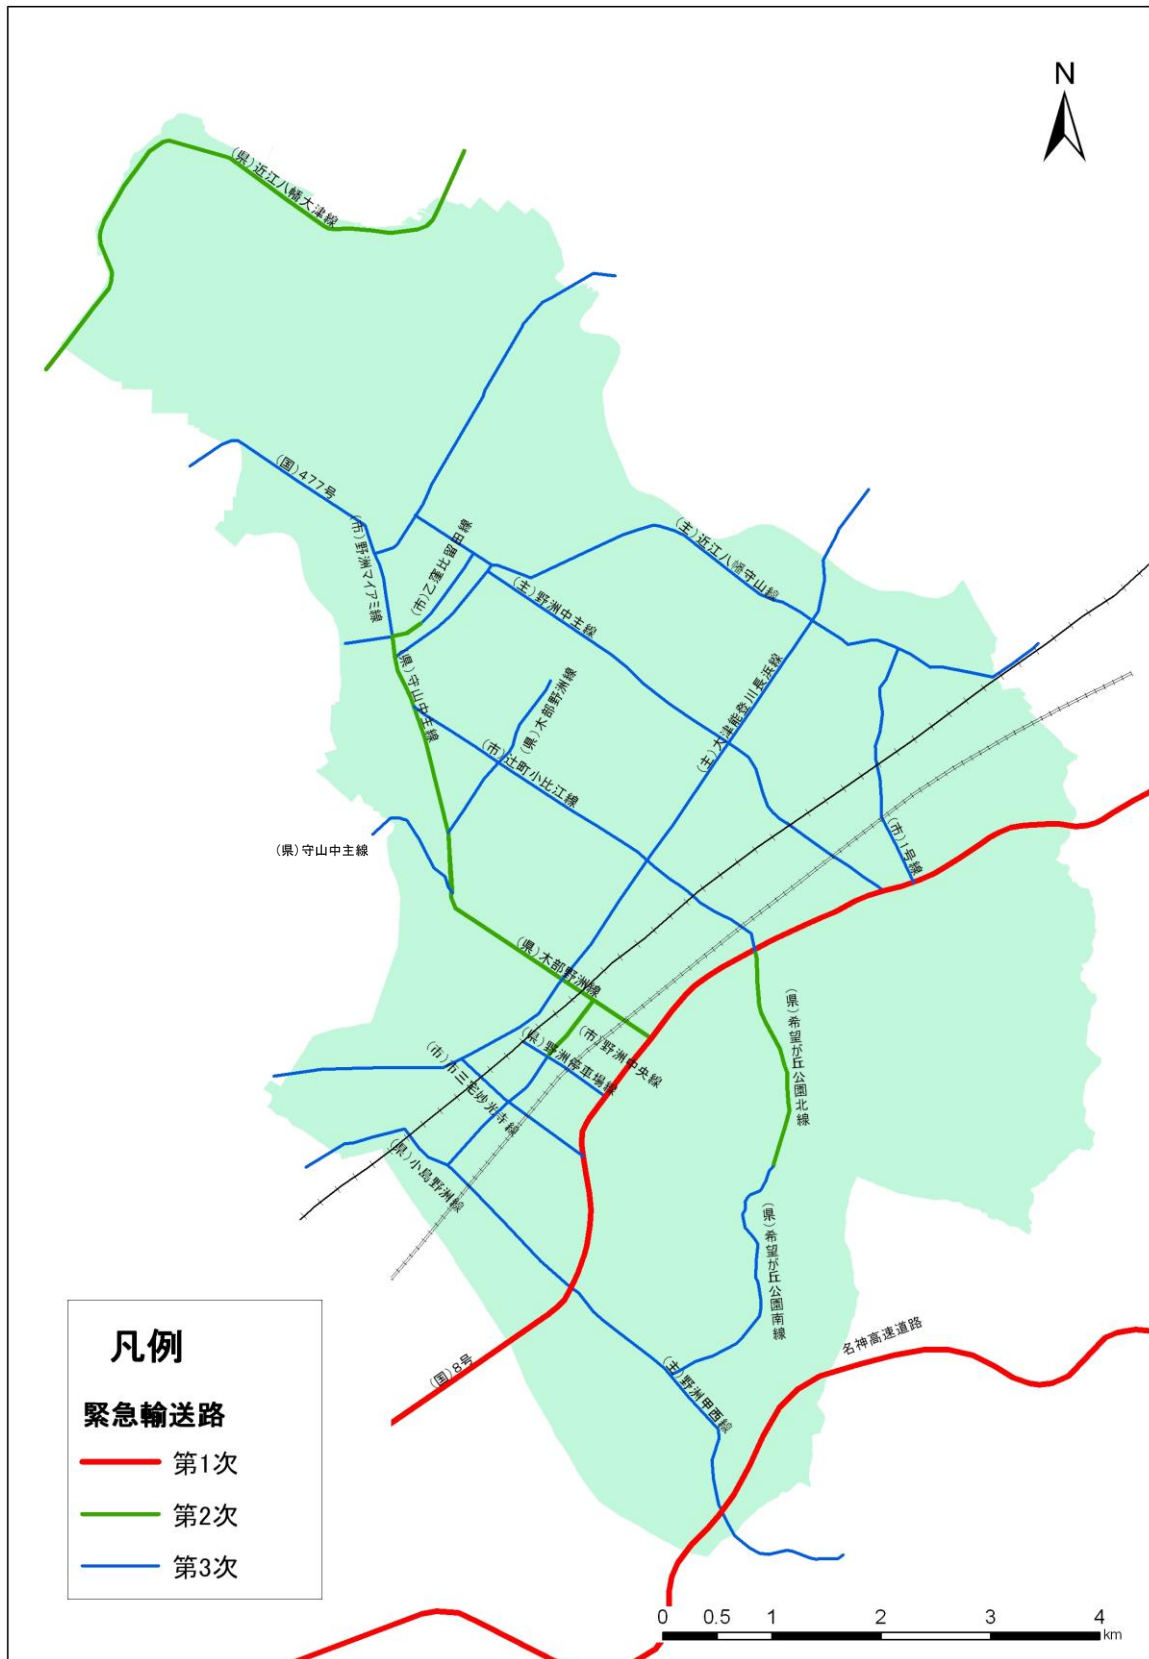 N
(県)近江八幡大津線
(国)477号
(市)野洲マイアミ線
(市)乙窪比留田線
(主)近江八幡守山線
(主)野洲中主線
(県)守山中主線
(県)木部野洲線
(主)大津能登川長浜線
(市)辻町小比江線
(市)1号線
(県)守山中主線
(県)木部野洲線
(市)野洲中央線
(県)野洲停車場線
(市)市三宅妙光寺線
(県)希望が丘公園北線
(県)小島野洲線
(県)希望が丘公園南線
名神高速道路
(国)8号
(主)野洲甲西線
凡例
緊急輸送路
第1次
第2次
第3次
0 0.5 1 2 3 4
km